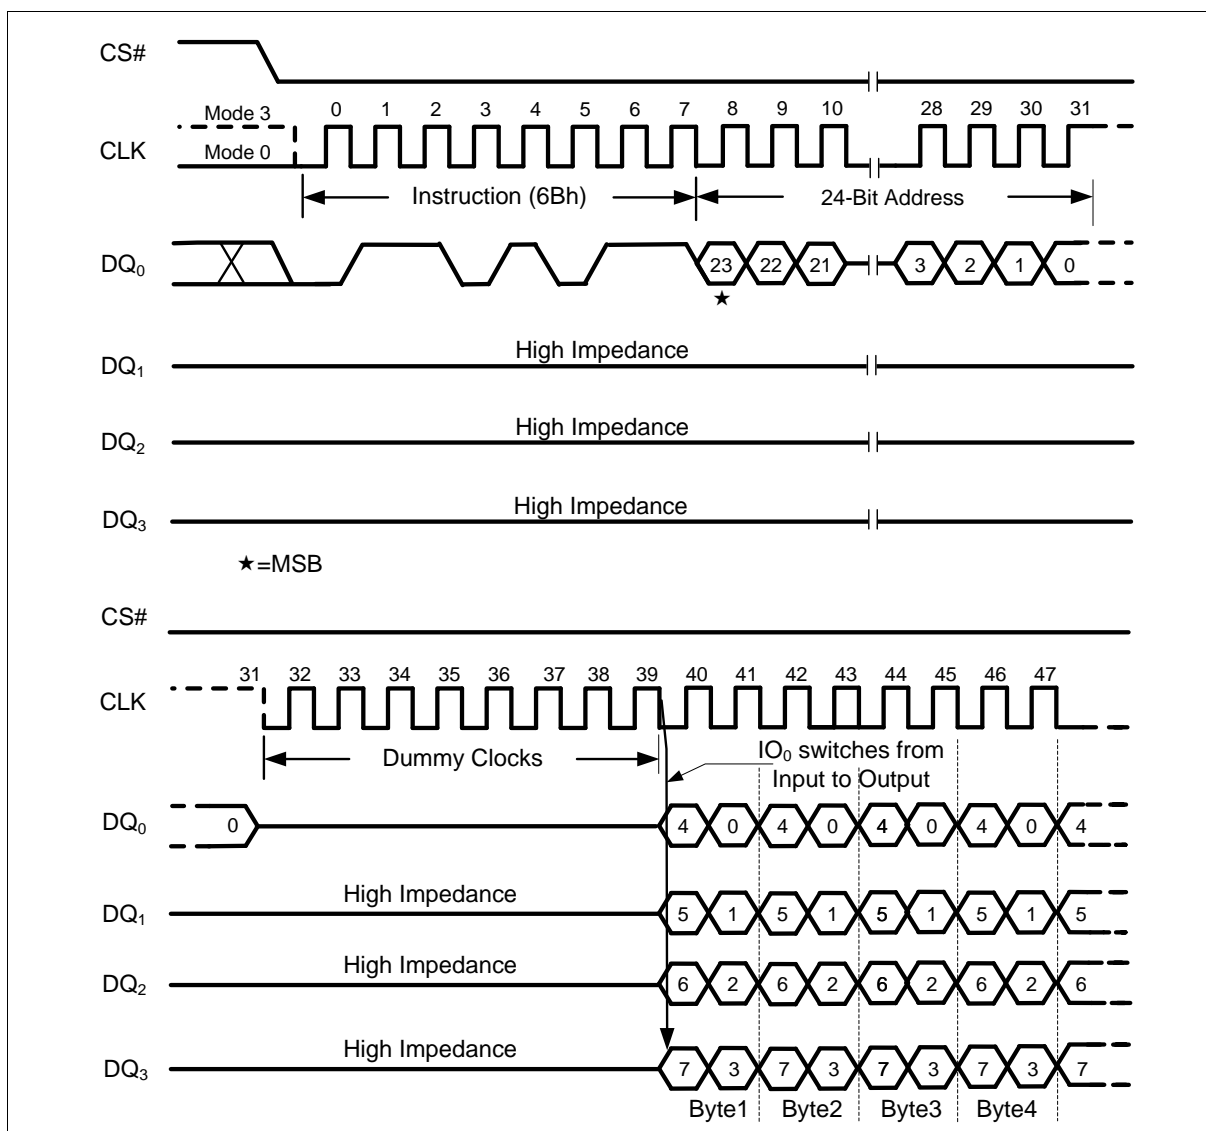 CS#
Mode 3 0 1 2 3 4 5 6 7 8 9 10 28 29 30 31
CLK Mode 0
Instruction (6Bh) 24-Bit Address
DQ0 23 22 21 3 2 1 0
★
High Impedance
DQ1
High Impedance
DQ2
High Impedance
DQ3
★=MSB
CS#
31 32 33 34 35 36 37 38 39 40 41 42 43 44 45 46 47
CLK
Dummy Clocks
IO0 switches from
Input to Output
DQ0 0 4 0 4 0 4 0 4 0 4
High Impedance
DQ1 5 1 5 1 5 1 5 1 5
High Impedance
DQ2 6 2 6 2 6 2 6 2 6
High Impedance
DQ3 7 3 7 3 7 3 7 3 7
Byte1 Byte2 Byte3 Byte4